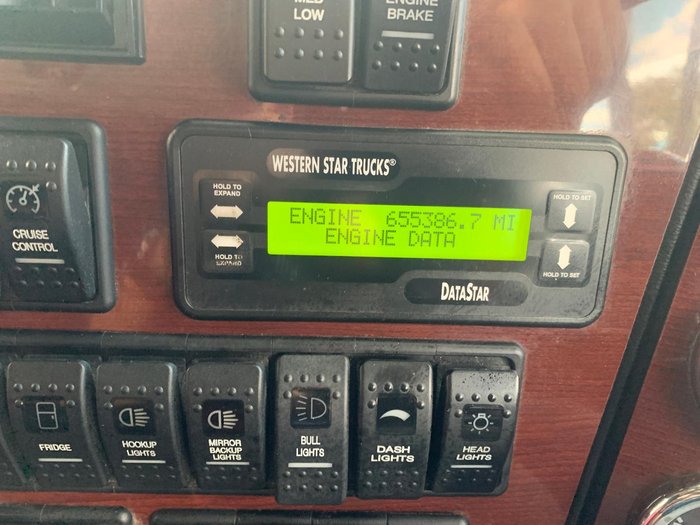 MED
LOW
ENGINE
BRAKE
WESTERN STAR TRUCKS®
HOLD TO
EXPAND
HOLD TO
EXPAND
ENGINE 655386.7 MI
ENGINE DATA
HOLD TO SET
HOLD TO SET
DATASTAR
CRUISE
CONTROL
FRIDGE
HOOKUP
LIGHTS
MIRROR
BACKUP
LIGHTS
BULL
LIGHTS
DASH
LIGHTS
HEAD
LIGHTS